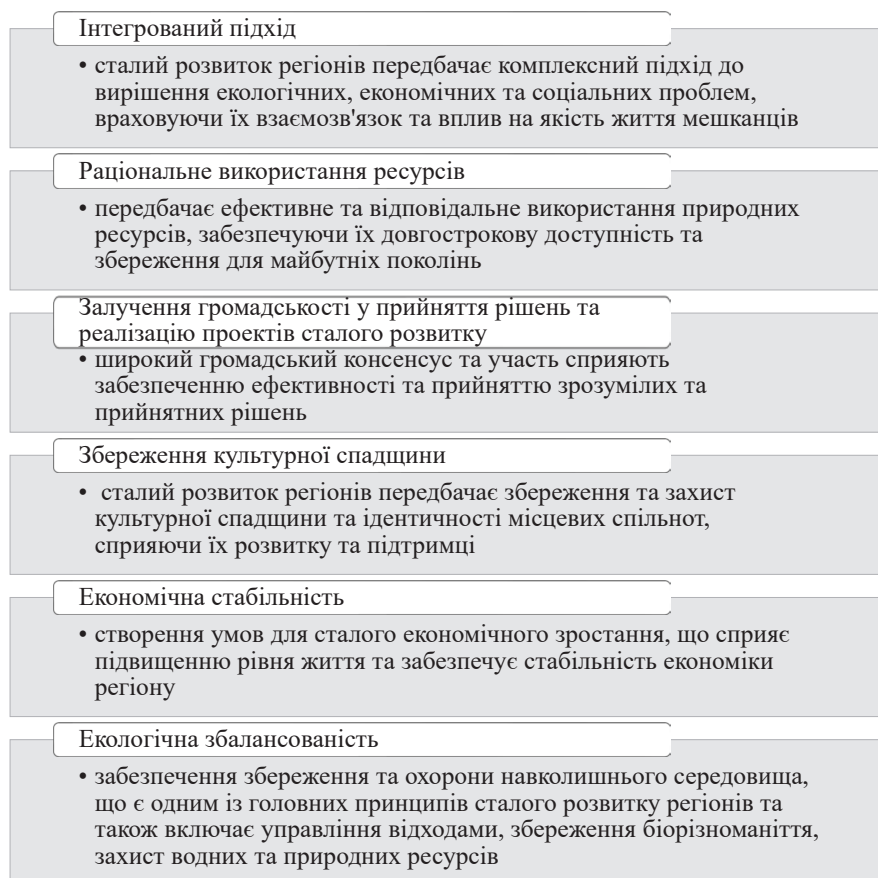 Інтегрований підхід
• сталий розвиток регіонів передбачає комплексний підхід до
вирішення екологічних, економічних та соціальних проблем,
враховуючи їх взаємозв'язок та вплив на якість життя мешканців
Раціональне використання ресурсів
• передбачає ефективне та відповідальне використання природних
ресурсів, забезпечуючи їх довгострокову доступність та
збереження для майбутніх поколінь
Залучення громадськості у прийняття рішень та
реалізацію проектів сталого розвитку
• широкий громадський консенсус та участь сприяють
забезпеченню ефективності та прийняттю зрозумілих та
прийнятних рішень
Збереження культурної спадщини
• сталий розвиток регіонів передбачає збереження та захист
культурної спадщини та ідентичності місцевих спільнот,
сприяючи їх розвитку та підтримці
Економічна стабільність
• створення умов для сталого економічного зростання, що сприяє
підвищенню рівня життя та забезпечує стабільність економіки
регіону
Екологічна збалансованість
• забезпечення збереження та охорони навколишнього середовища,
що є одним із головних принципів сталого розвитку регіонів та
також включає управління відходами, збереження біорізноманіття,
захист водних та природних ресурсів